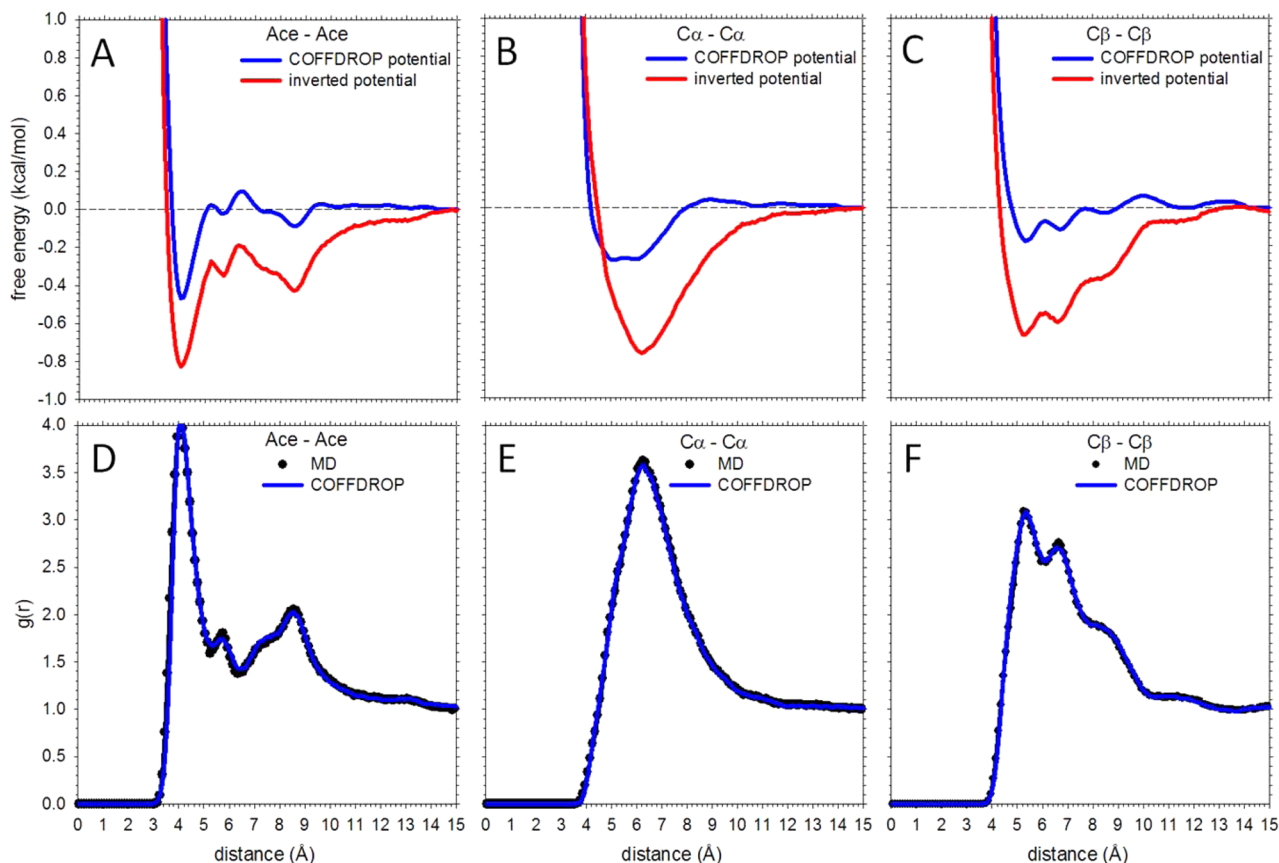 A
Ace - Ace
COFFDROP potential
inverted potential
B
Cα - Cα
COFFDROP potential
inverted potential
C
Cβ - Cβ
COFFDROP potential
inverted potential
free energy (kcal/mol)
1.0
0.8
0.6
0.4
0.2
0.0
-0.2
-0.4
-0.6
-0.8
-1.0
D
Ace - Ace
MD
COFFDROP
E
Cα - Cα
MD
COFFDROP
F
Cβ - Cβ
MD
COFFDROP
g(r)
4.0
3.5
3.0
2.5
2.0
1.5
1.0
0.5
0.0
0 1 2 3 4 5 6 7 8 9 10 11 12 13 14 15
0 1 2 3 4 5 6 7 8 9 10 11 12 13 14 15
0 1 2 3 4 5 6 7 8 9 10 11 12 13 14 15
distance (Å)
distance (Å)
distance (Å)